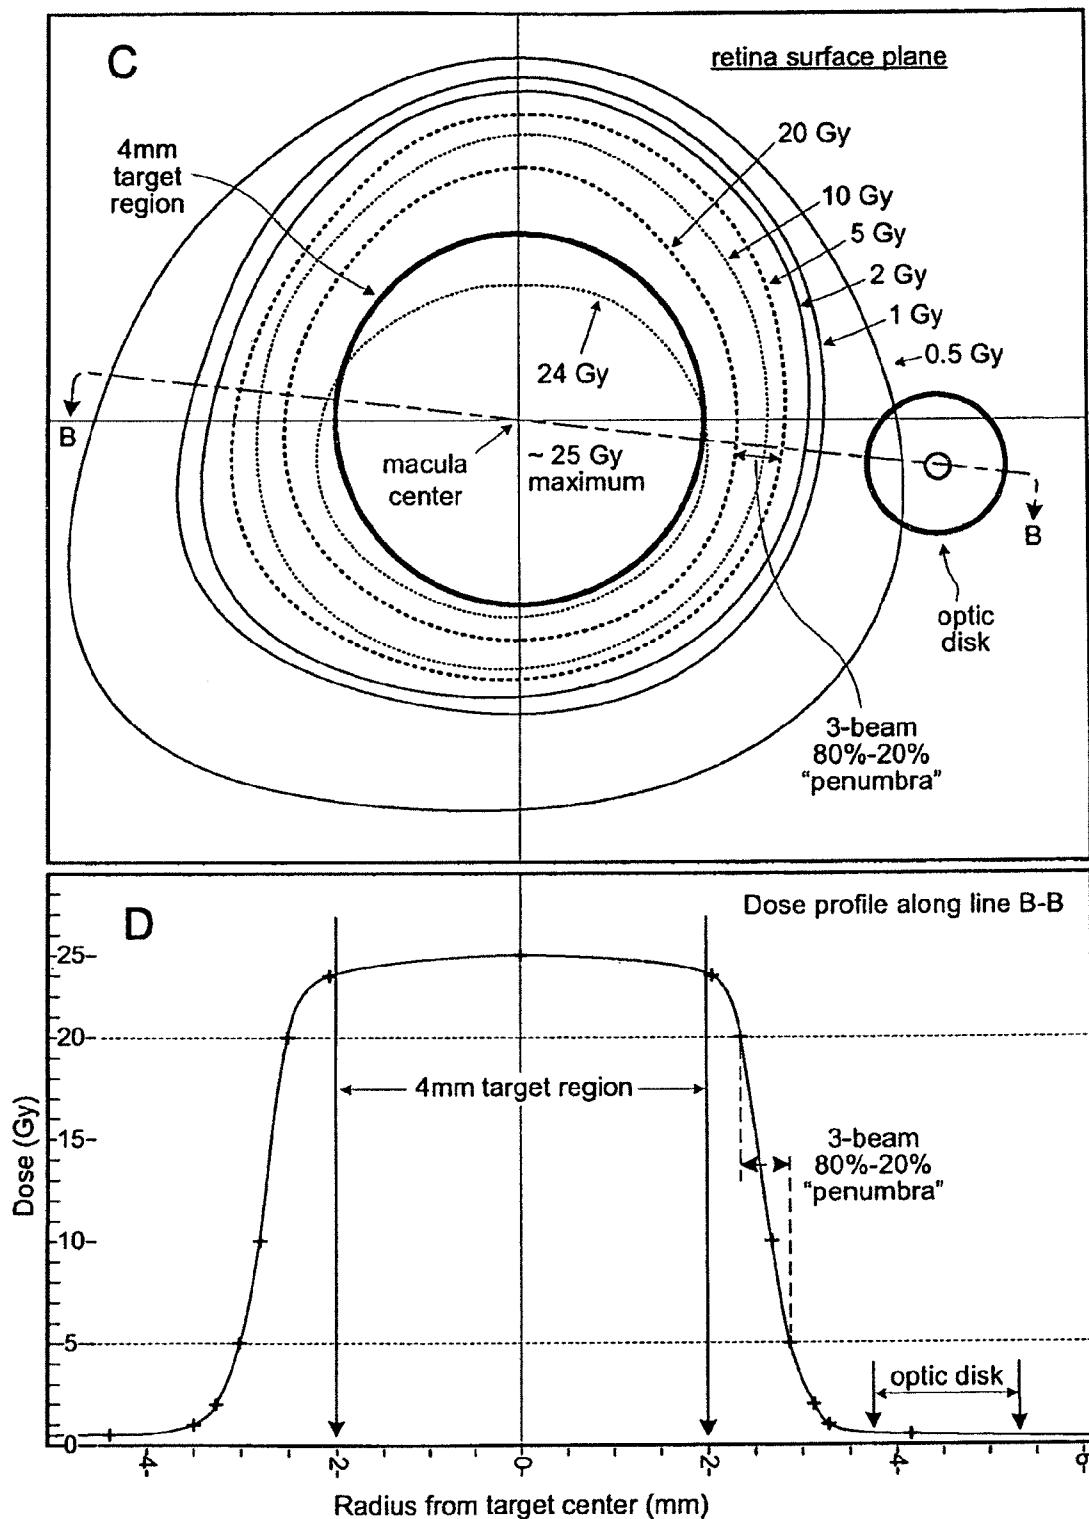 C
retina surface plane
4mm
target
region
20 Gy
10 Gy
5 Gy
2 Gy
1 Gy
0.5 Gy
24 Gy
B
macula
center
~ 25 Gy
maximum
B
optic
disk
3-beam
80%-20%
“penumbra”
D
Dose profile along line B-B
25
20
15
10
5
0
Dose (Gy)
4mm target region
3-beam
80%-20%
“penumbra”
optic disk
4
2
0
2
4
6
Radius from target center (mm)